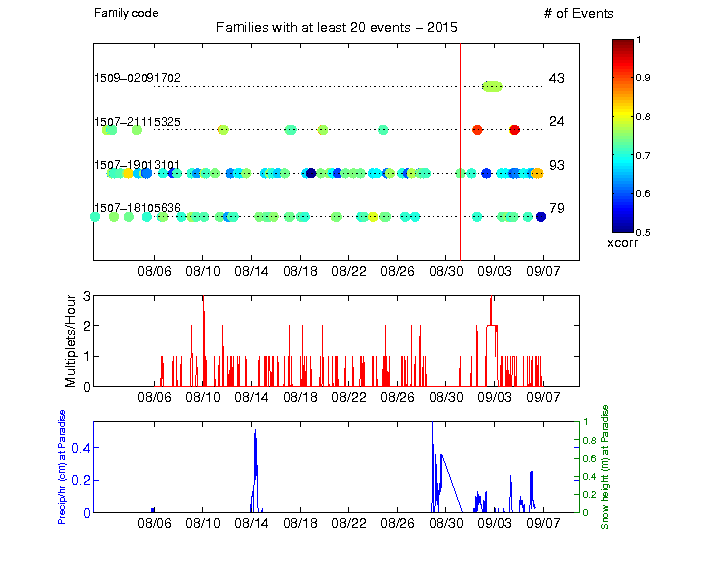 Family code
# of Events
Families with at least 20 events – 2015
1509–02091702 43
1507–21115325 24
1507–19013101 93
1507–18105636 79
08/06 08/10 08/14 08/18 08/22 08/26 08/30 09/03 09/07
1
0.9
0.8
0.7
0.6
0.5
xcorr
Multiplets/Hour
3
2
1
0
08/06 08/10 08/14 08/18 08/22 08/26 08/30 09/03 09/07
Precip/hr (cm) at Paradise
0.4
0.2
0
1
0.8
0.6
0.4
0.2
0
Snow height (m) at Paradise
08/06 08/10 08/14 08/18 08/22 08/26 08/30 09/03 09/07